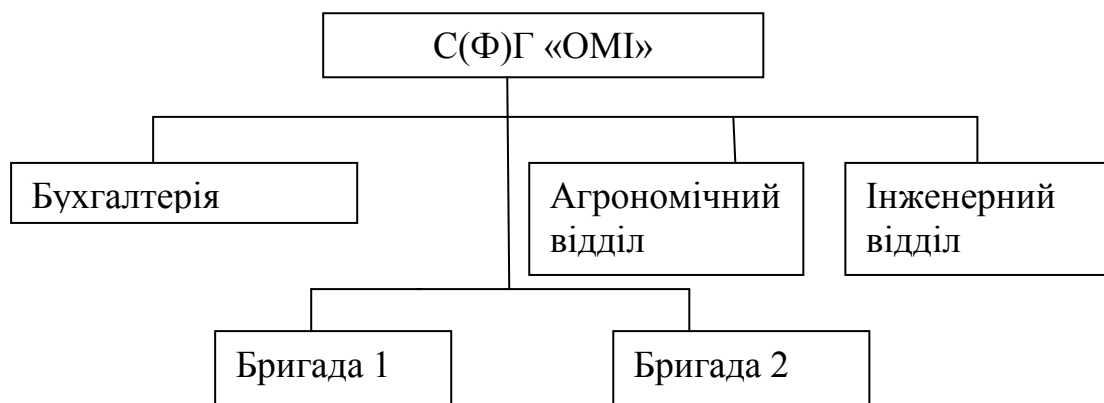 С(Ф)Г «ОМІ»
Бухгалтерія
Агрономічний
відділ
Інженерний
відділ
Бригада 1
Бригада 2